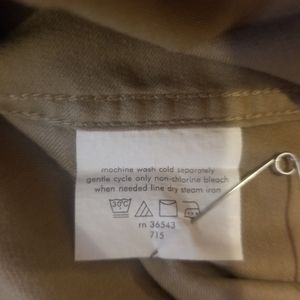 machine wash cold separately
gentle cycle only non-chlorine bleach
when needed line dry steam iron
30°C
rn 36543
715